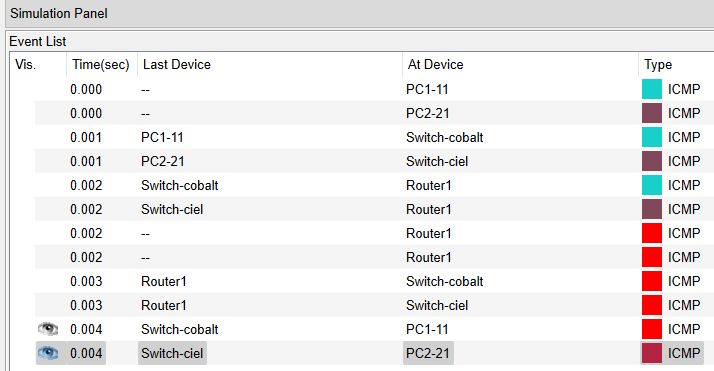 Simulation Panel
Event List
Vis. Time(sec) Last Device At Device Type
0.000 -- PC1-11 ICMP
0.000 -- PC2-21 ICMP
0.001 PC1-11 Switch-cobalt ICMP
0.001 PC2-21 Switch-ciel ICMP
0.002 Switch-cobalt Router1 ICMP
0.002 Switch-ciel Router1 ICMP
0.002 -- Router1 ICMP
0.002 -- Router1 ICMP
0.003 Router1 Switch-cobalt ICMP
0.003 Router1 Switch-ciel ICMP
0.004 Switch-cobalt PC1-11 ICMP
0.004 Switch-ciel PC2-21 ICMP